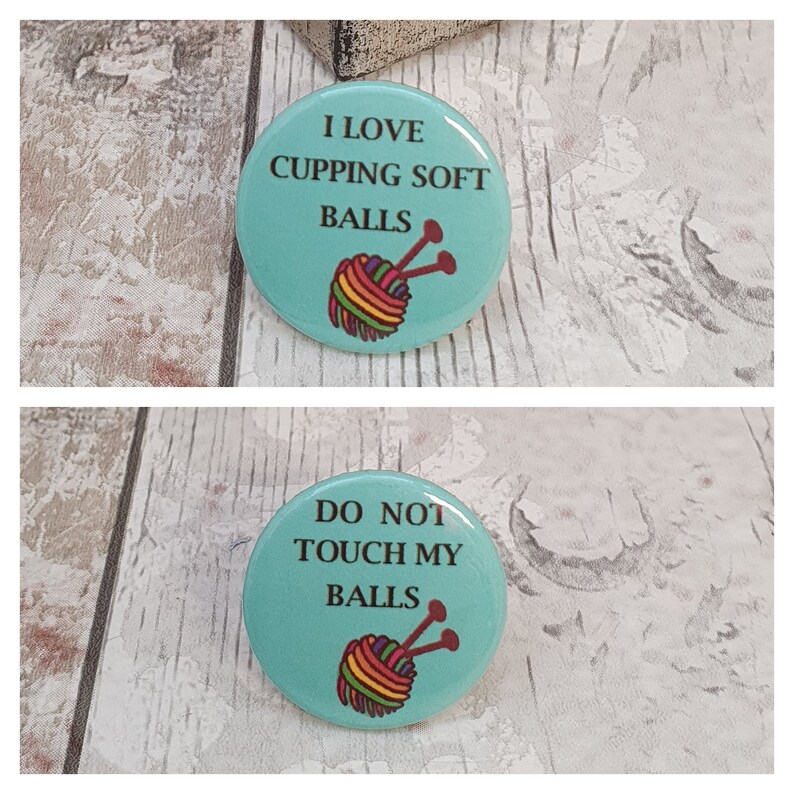 I LOVE
CUPPING SOFT
BALLS
DO NOT
TOUCH MY
BALLS